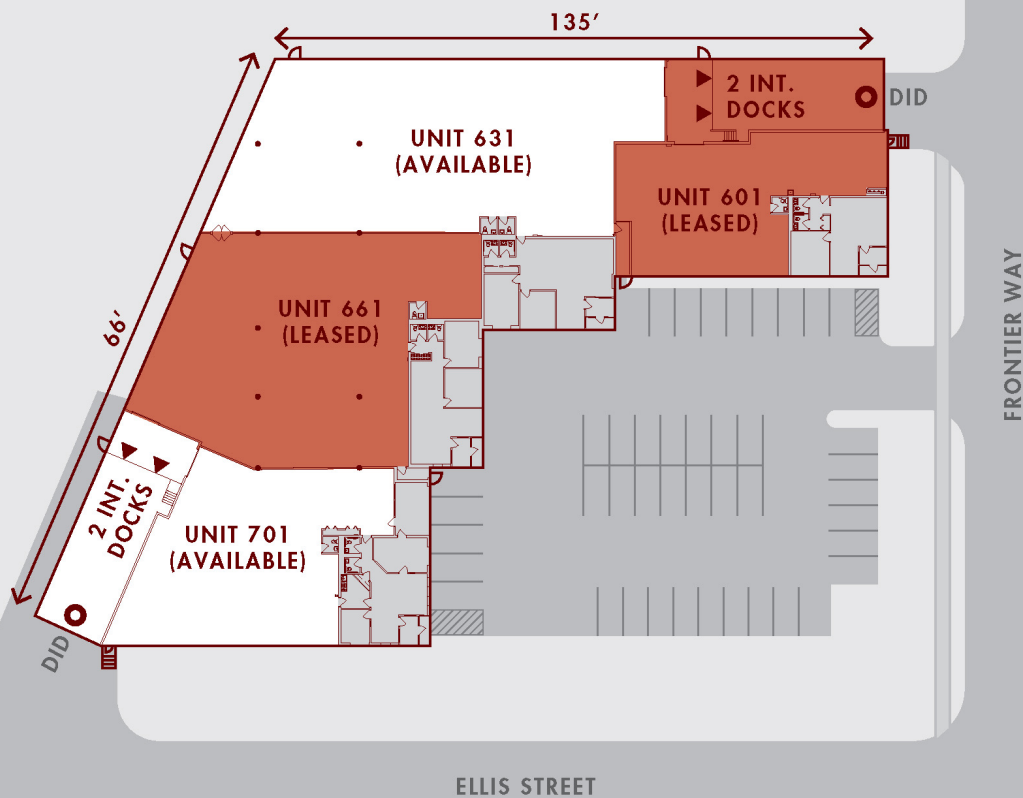 135’
2 INT.
DOCKS
DID
UNIT 631
(AVAILABLE)
UNIT 601
(LEASED)
FRONTIER WAY
UNIT 661
(LEASED)
66’
2 INT.
DOCKS
UNIT 701
(AVAILABLE)
DID
ELLIS STREET